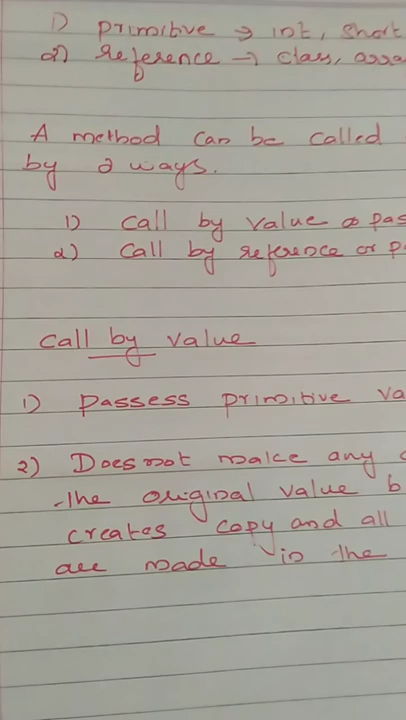 1) primitive → int, short
2) reference → class, arra
A method can be called
by 2 ways.
1) call by value or pas
2) call by reference or p
call by value
1) passess primitive va
2) Does not make any c
the original value b
creates copy and all
are made in the